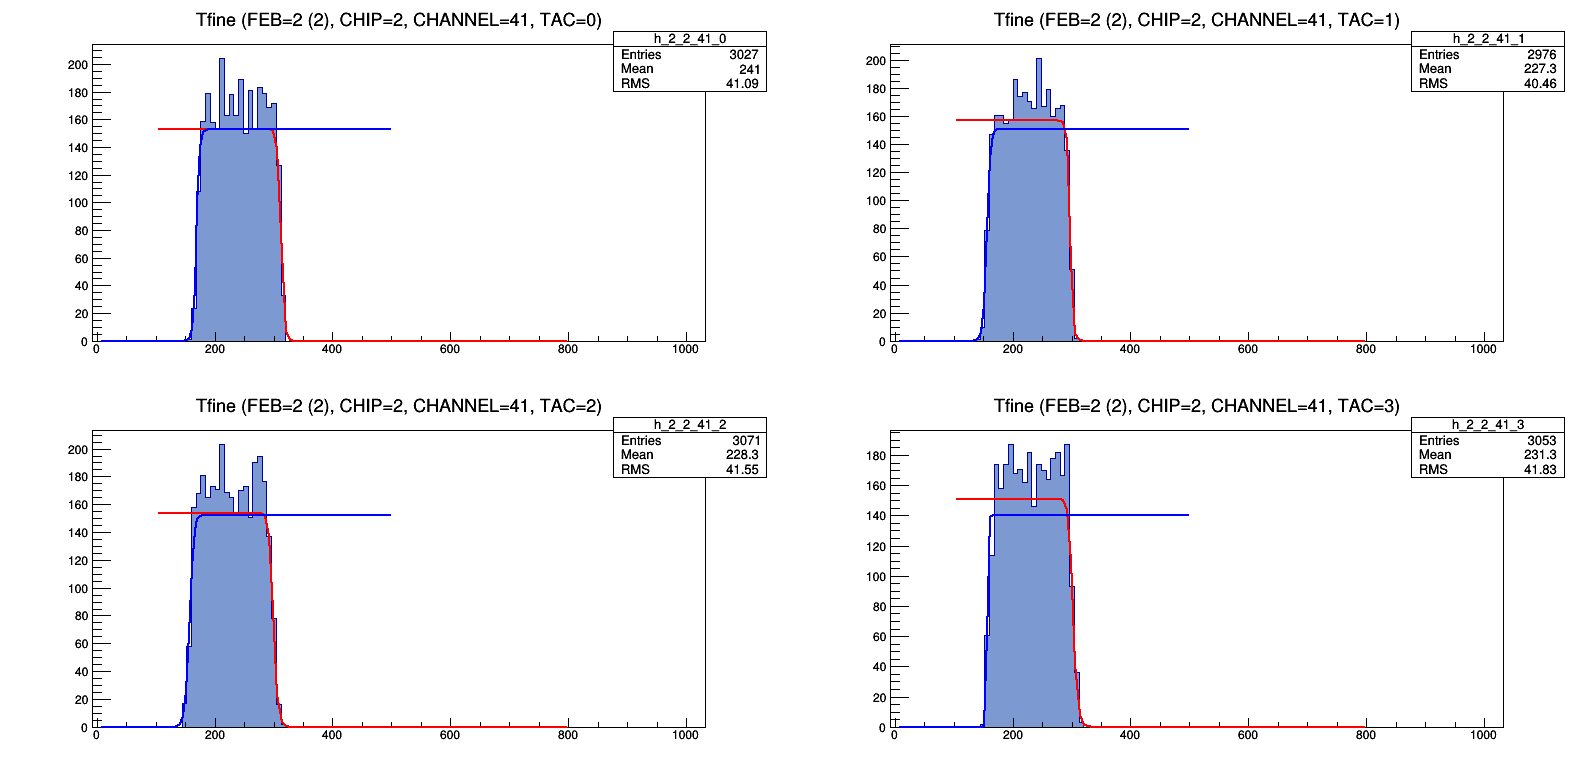 Tfine (FEB=2 (2), CHIP=2, CHANNEL=41, TAC=0)
h_2_2_41_0
Entries 3027
Mean 241
RMS 41.09
200
180
160
140
120
100
80
60
40
20
0
0 200 400 600 800 1000
Tfine (FEB=2 (2), CHIP=2, CHANNEL=41, TAC=1)
h_2_2_41_1
Entries 2976
Mean 227.3
RMS 40.46
200
180
160
140
120
100
80
60
40
20
0
0 200 400 600 800 1000
Tfine (FEB=2 (2), CHIP=2, CHANNEL=41, TAC=2)
h_2_2_41_2
Entries 3071
Mean 228.3
RMS 41.55
200
180
160
140
120
100
80
60
40
20
0
0 200 400 600 800 1000
Tfine (FEB=2 (2), CHIP=2, CHANNEL=41, TAC=3)
h_2_2_41_3
Entries 3053
Mean 231.3
RMS 41.83
180
160
140
120
100
80
60
40
20
0
0 200 400 600 800 1000